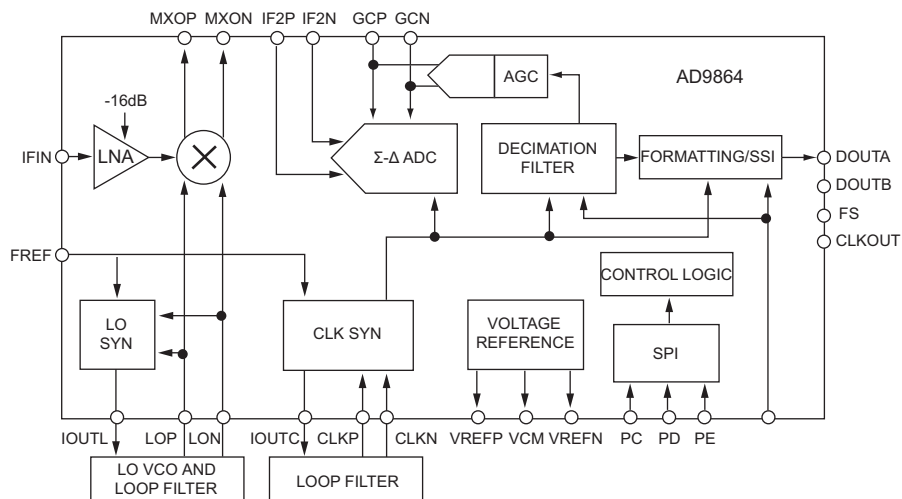 MXOP MXON IF2P IF2N GCP GCN
AD9864
AGC
-16dB
IFIN
LNA
Σ-Δ ADC
DECIMATION
FILTER
FORMATTING/SSI
DOUTA
DOUTB
FS
CLKOUT
FREF
CONTROL LOGIC
LO
SYN
CLK SYN
VOLTAGE
REFERENCE
SPI
IOUTL LOP LON IOUTC CLKP CLKN VREFP VCM VREFN PC PD PE
LO VCO AND
LOOP FILTER
LOOP FILTER